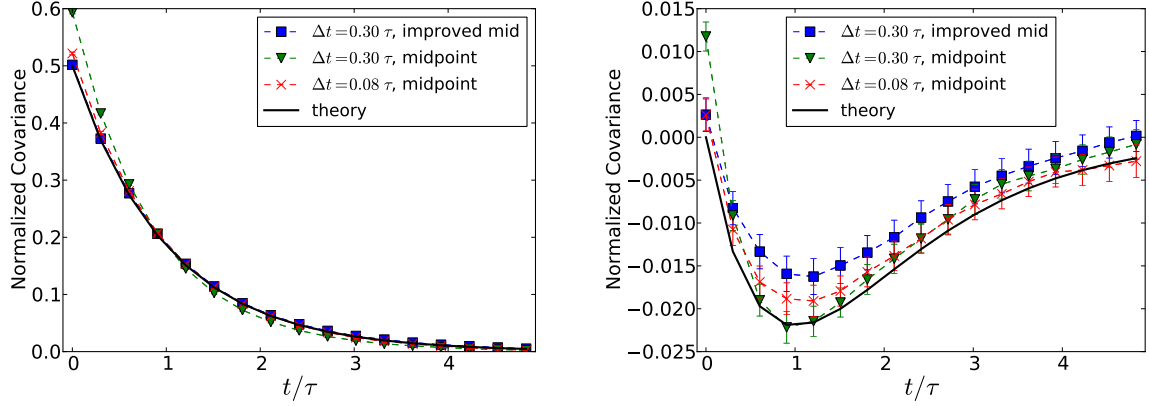 Normalized Covariance
0.6
0.5
0.4
0.3
0.2
0.1
0.0
0 1 2 3 4
t/τ
Δt=0.30 τ, improved mid
Δt=0.30 τ, midpoint
Δt=0.08 τ, midpoint
theory
Normalized Covariance
0.015
0.010
0.005
0.000
−0.005
−0.010
−0.015
−0.020
−0.025
0 1 2 3 4
t/τ
Δt=0.30 τ, improved mid
Δt=0.30 τ, midpoint
Δt=0.08 τ, midpoint
theory